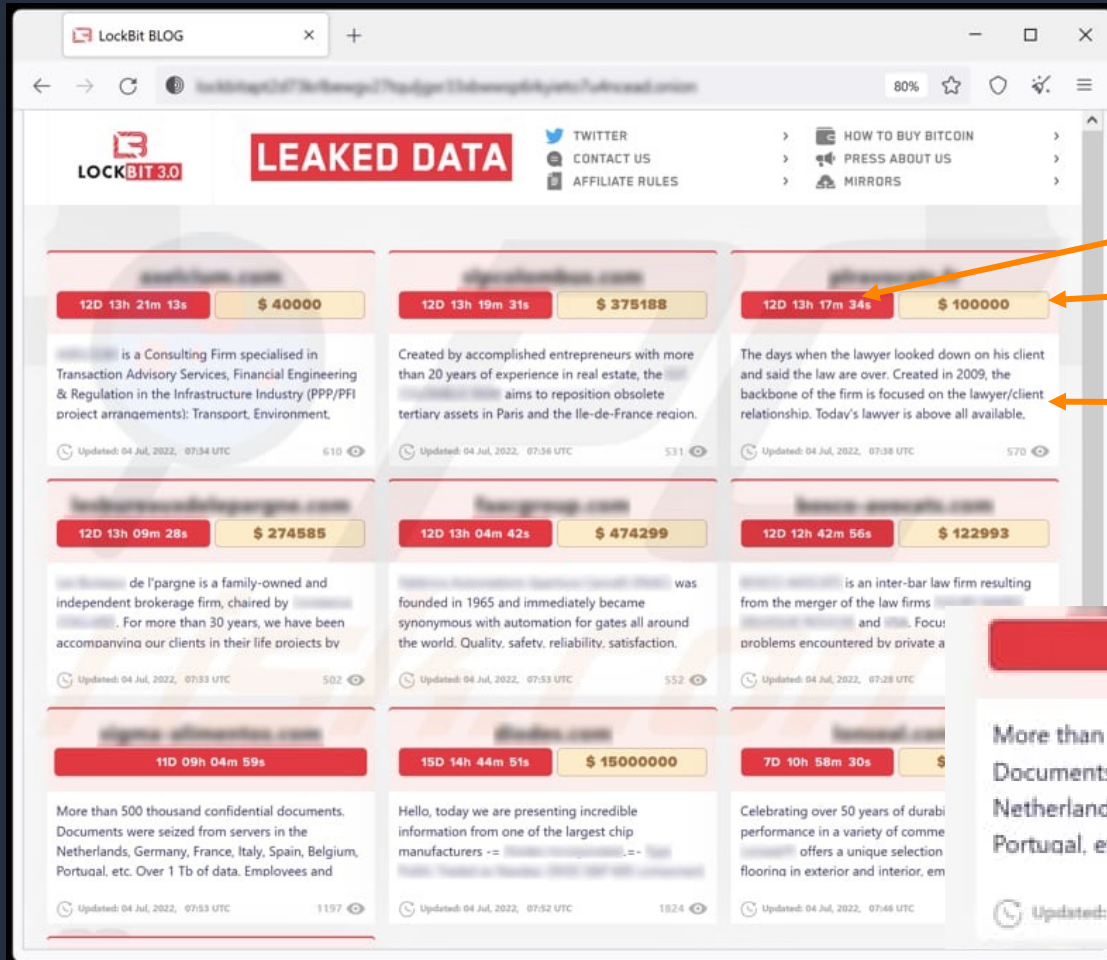 LockBit BLOG
80%
LOCKBIT 3.0
LEAKED DATA
TWITTER
CONTACT US
AFFILIATE RULES
HOW TO BUY BITCOIN
PRESS ABOUT US
MIRRORS
12D 13h 21m 13s
$ 40000
is a Consulting Firm specialised in
Transaction Advisory Services, Financial Engineering
& Regulation in the Infrastructure Industry (PPP/PFI
project arrangements): Transport, Environment,
Updated: 04 Jul, 2022, 07:34 UTC
610
12D 13h 19m 31s
$ 375188
Created by accomplished entrepreneurs with more
than 20 years of experience in real estate, the
aims to reposition obsolete
tertiary assets in Paris and the Ile-de-France region.
Updated: 04 Jul, 2022, 07:36 UTC
531
12D 13h 17m 34s
$ 100000
The days when the lawyer looked down on his client
and said the law are over. Created in 2009, the
backbone of the firm is focused on the lawyer/client
relationship. Today's lawyer is above all available,
Updated: 04 Jul, 2022, 07:38 UTC
570
12D 13h 09m 28s
$ 274585
de l'pargne is a family-owned and
independent brokerage firm, chaired by
. For more than 30 years, we have been
accompanying our clients in their life projects by
Updated: 04 Jul, 2022, 07:33 UTC
502
12D 13h 04m 42s
$ 474299
was
founded in 1965 and immediately became
synonymous with automation for gates all around
the world. Quality, safety, reliability, satisfaction,
Updated: 04 Jul, 2022, 07:53 UTC
552
12D 12h 42m 56s
$ 122993
is an inter-bar law firm resulting
from the merger of the law firms
and . Focus
problems encountered by private a
Updated: 04 Jul, 2022, 07:28 UTC
11D 09h 04m 59s
More than 500 thousand confidential documents.
Documents were seized from servers in the
Netherlands, Germany, France, Italy, Spain, Belgium,
Portugal, etc. Over 1 Tb of data. Employees and
Updated: 04 Jul, 2022, 07:53 UTC
1197
15D 14h 44m 51s
$ 15000000
Hello, today we are presenting incredible
information from one of the largest chip
manufacturers -= .=-
Updated: 04 Jul, 2022, 07:52 UTC
1824
7D 10h 58m 30s
$
Celebrating over 50 years of durabi
performance in a variety of comme
offers a unique selection
flooring in exterior and interior, em
Updated: 04 Jul, 2022, 07:46 UTC
More than
Documents
Netherland
Portugal, e
Updated: